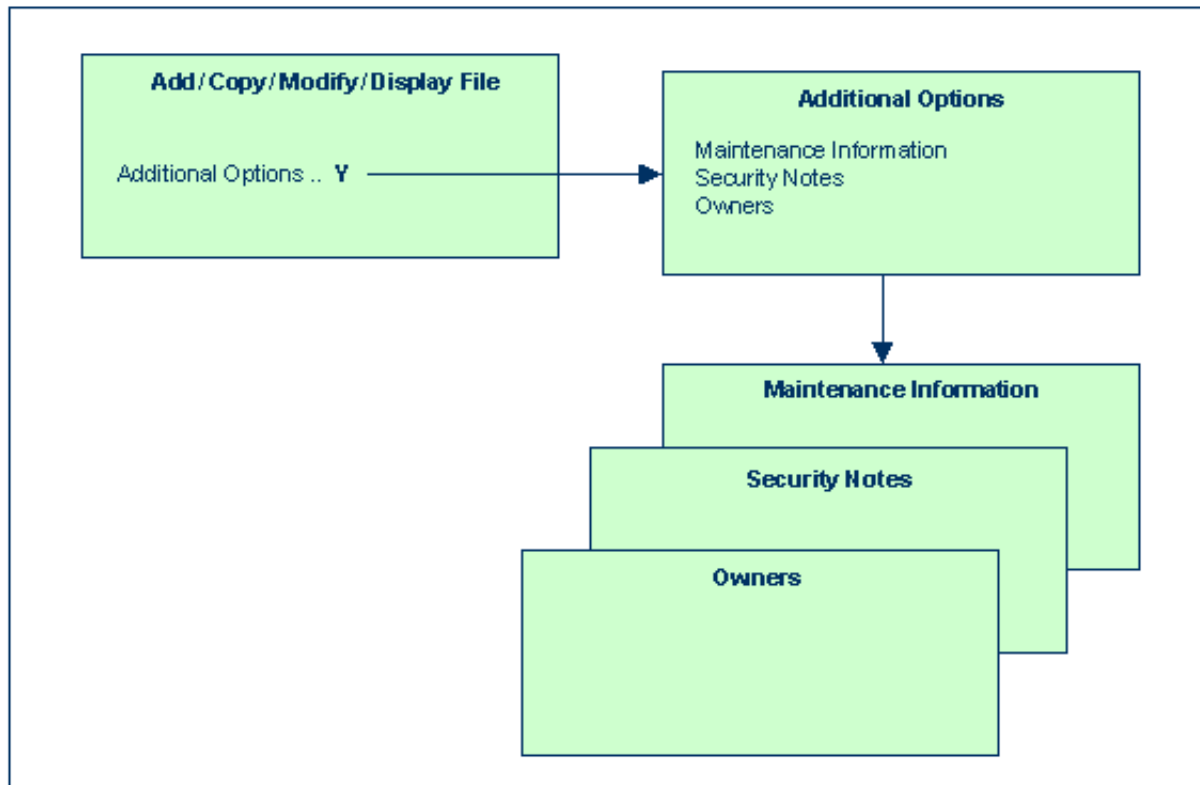 Add/Copy/Modify/Display File
Additional Options .. Y
Additional Options
Maintenance Information
Security Notes
Owners
Maintenance Information
Security Notes
Owners